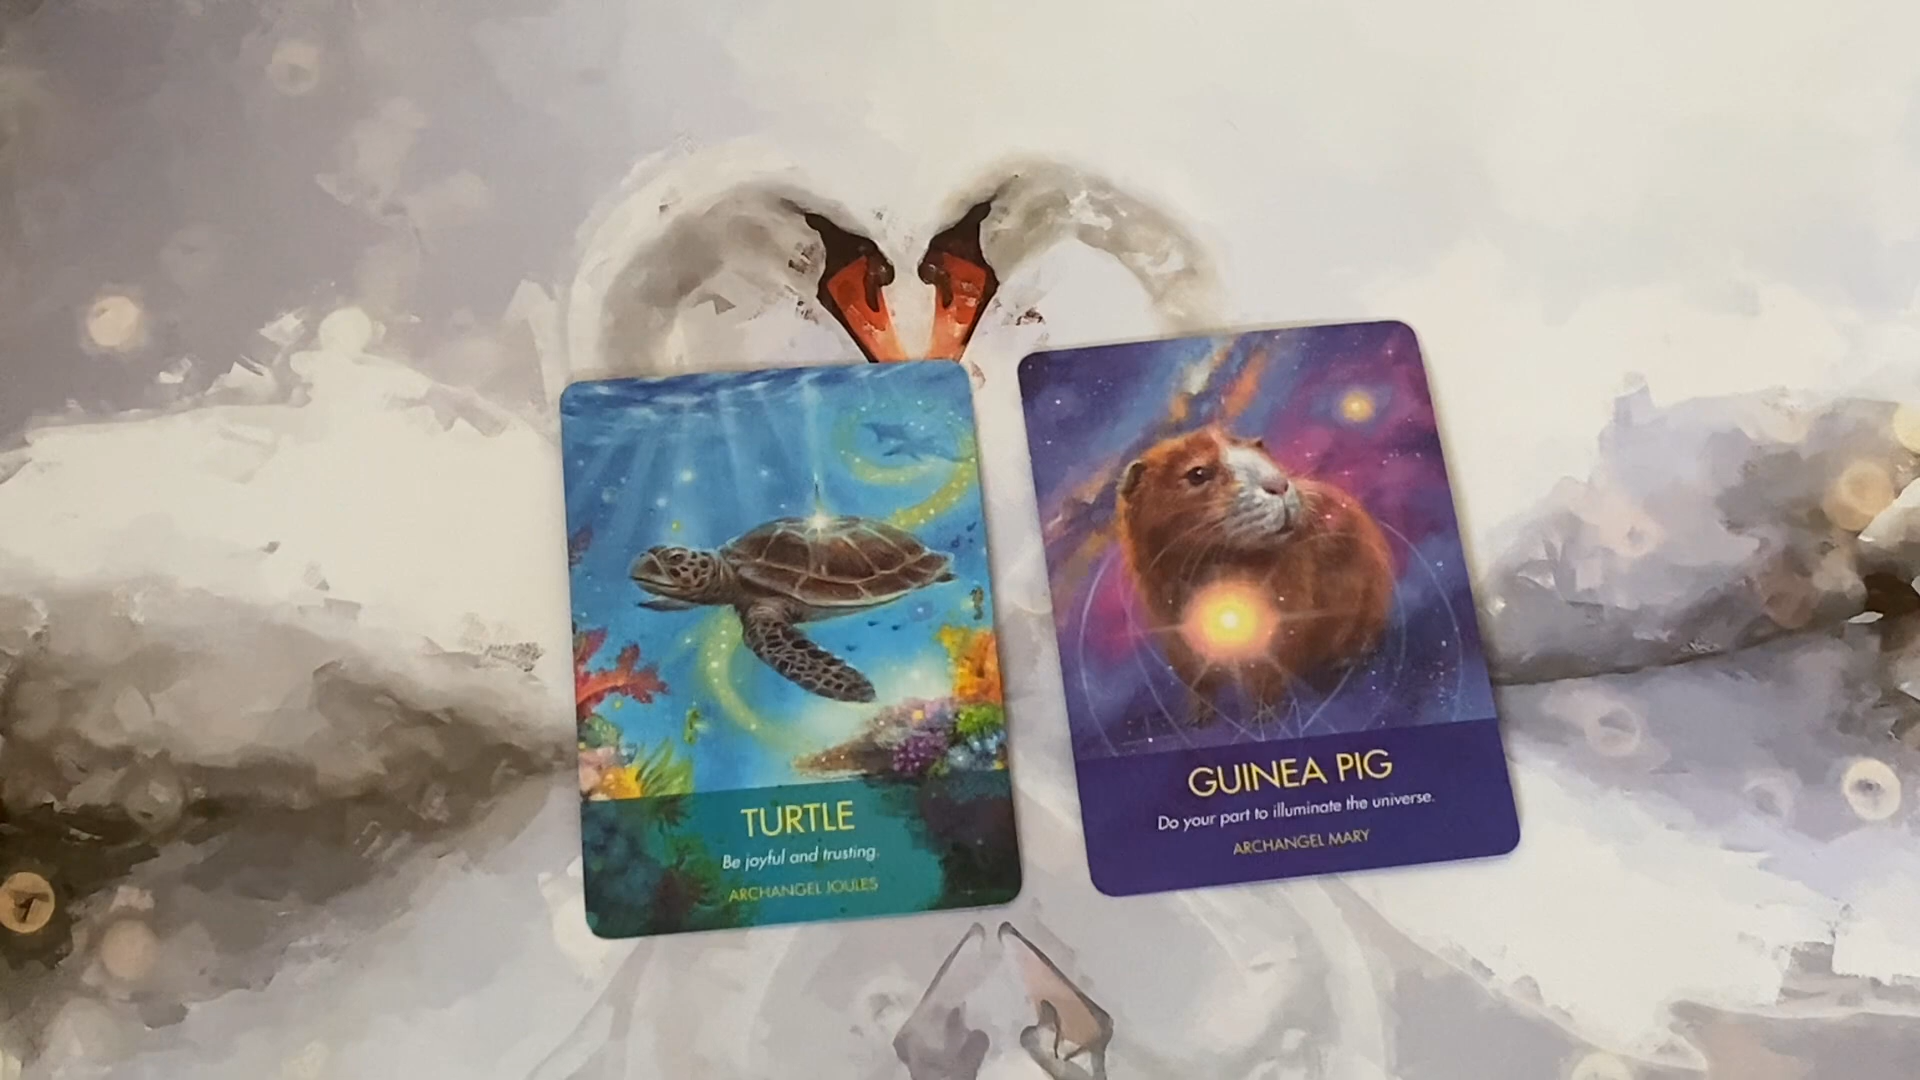 TURTLE
Be joyful and trusting.
ARCHANGEL JOULES
GUINEA PIG
Do your part to illuminate the universe.
ARCHANGEL MARY